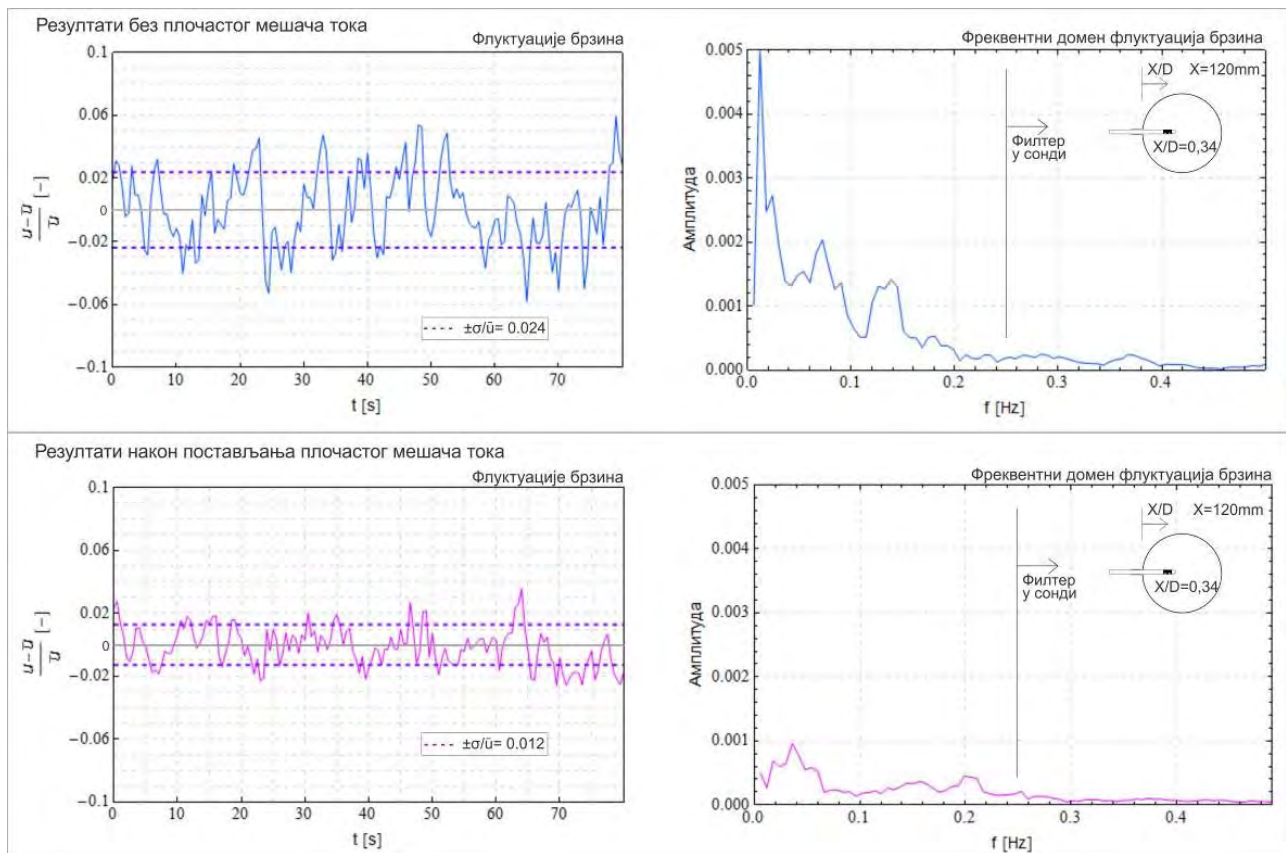 Резултати без плочастог мешача тока
Флуктуације брзина
0.1
0.06
0.02
0
−0.02
−0.06
−0.1
u-ū
ū
[−]
±σ/ū= 0.024
0 10 20 30 40 50 60 70
t [s]
Фреквентни домен флуктуација брзина
0.005
0.004
0.003
0.002
0.001
0.000
Амплитуда
X/D X=120mm
X/D=0,34
Филтер
у сонди
0.0 0.1 0.2 0.3 0.4
f [Hz]
Резултати након постављања плочастог мешача тока
Флуктуације брзина
0.1
0.06
0.02
0
−0.02
−0.06
−0.1
u−ū
ū
[−]
±σ/ū= 0.012
0 10 20 30 40 50 60 70
t [s]
Фреквентни домен флуктуација брзина
0.005
0.004
0.003
0.002
0.001
0.000
Амплитуда
X/D X=120mm
X/D=0,34
Филтер
у сонди
0.0 0.1 0.2 0.3 0.4
f [Hz]